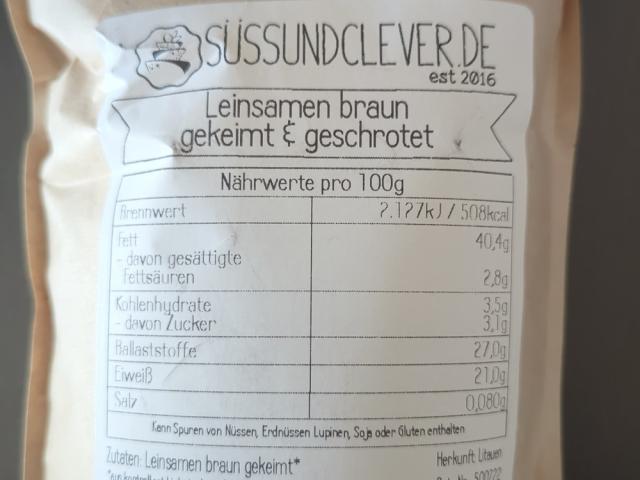 SÜSSUNDCLEVER.DE
est 2016
Leinsamen braun
gekeimt & geschrotet
Nährwerte pro 100g
Brennwert 2.127kJ / 508kcal
Fett 40,4g
- davon gesättigte
Fettsäuren 2,8g
Kohlenhydrate 3,5g
- davon Zucker 3,1g
Ballaststoffe 27,0g
Eiweiß 21,0g
Salz 0,080g
Kann Spuren von Nüssen, Erdnüssen Lupinen, Soja oder Gluten enthalten
Zutaten: Leinsamen braun gekeimt* Herkunft Litauen